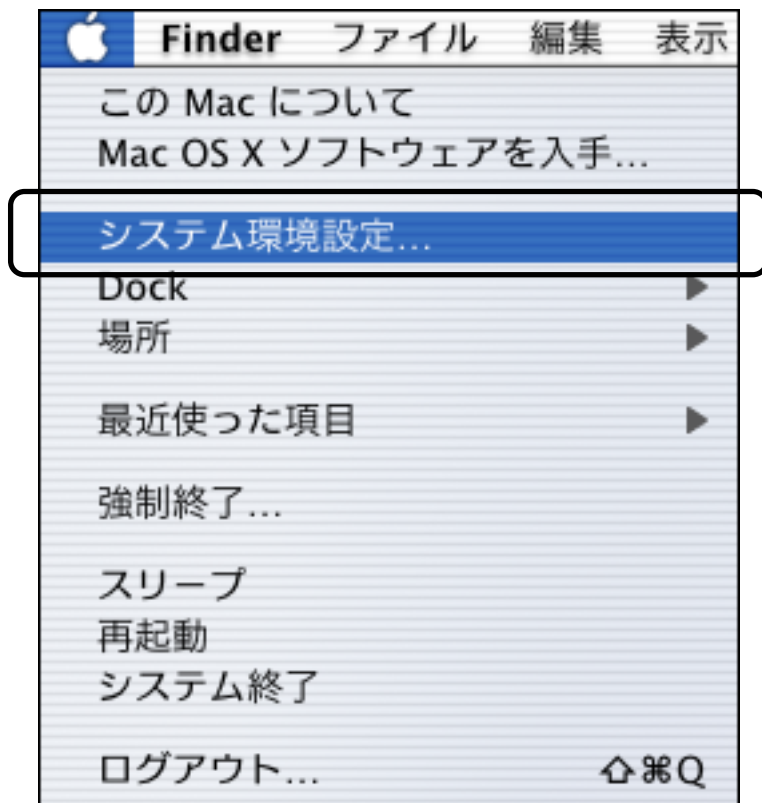 Finder ファイル 編集 表示
この Mac について
Mac OS X ソフトウェアを入手...
システム環境設定...
Dock
場所
最近使った項目
強制終了...
スリープ
再起動
システム終了
ログアウト... ⇧⌘Q